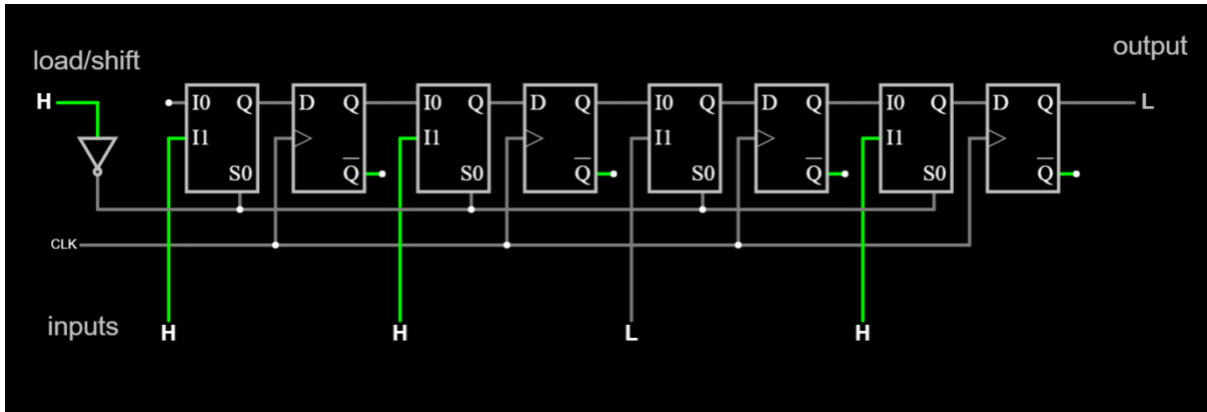 load/shift
output
H
I0 Q D Q I0 Q D Q I0 Q D Q I0 Q D Q L
I1 I1 I1 I1
S0 Q̅ S0 Q̅ S0 Q̅ S0 Q̅
CLK
inputs H H L H